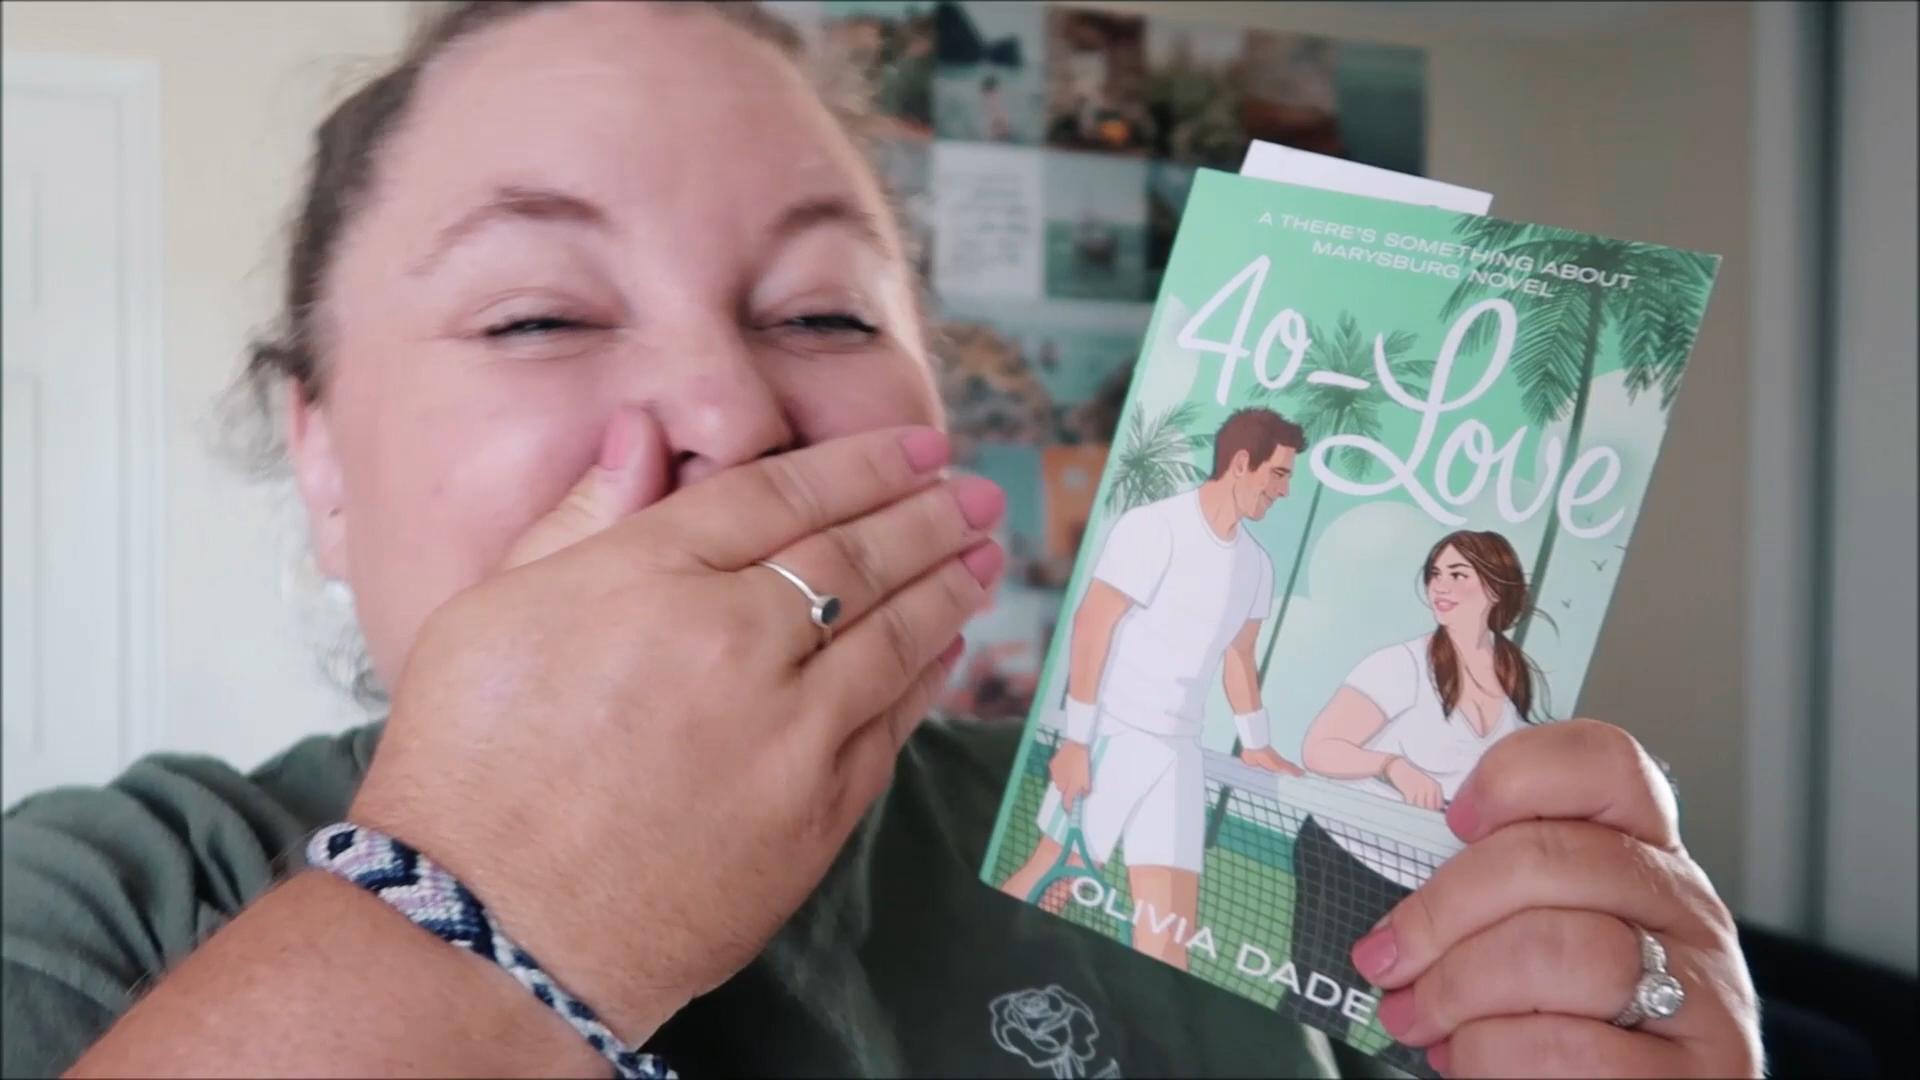 A THERE'S SOMETHING ABOUT
MARYSBURG NOVEL
40-Love
OLIVIA DADE